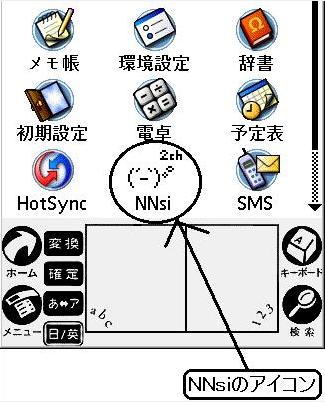 メモ帳 環境設定 辞書
初期設定 電卓 予定表
2ch
(´-`)
HotSync NNsi SMS
変換
ホーム 確定 キーボード
あ⇔ア
メニュー 日/英 検索
abc 123
NNsiのアイコン